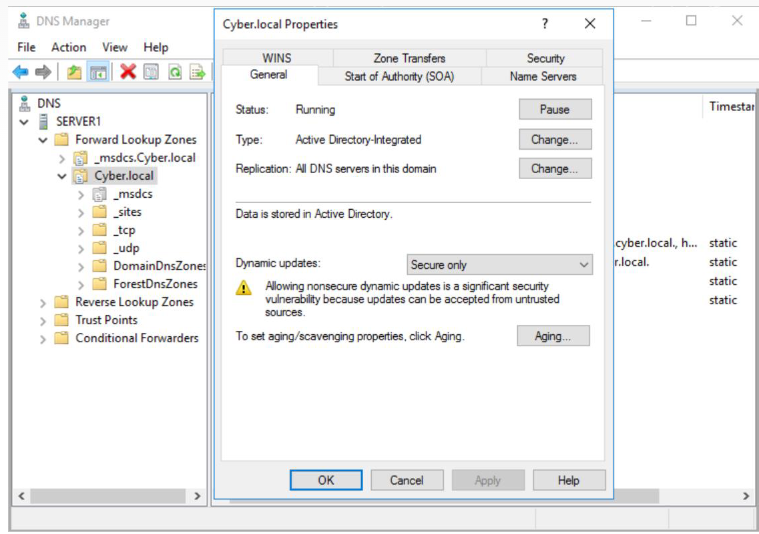 DNS Manager
File Action View Help
DNS
SERVER1
Forward Lookup Zones
_msdcs.Cyber.local
Cyber.local
_msdcs
_sites
_tcp
_udp
DomainDnsZones
ForestDnsZones
Reverse Lookup Zones
Trust Points
Conditional Forwarders
Cyber.local Properties
WINS Zone Transfers Security
General Start of Authority (SOA) Name Servers
Status: Running Pause
Type: Active Directory-Integrated Change...
Replication: All DNS servers in this domain Change...
Data is stored in Active Directory.
Dynamic updates: Secure only
Allowing nonsecure dynamic updates is a significant security
vulnerability because updates can be accepted from untrusted
sources.
To set aging/scavenging properties, click Aging. Aging...
OK Cancel Apply Help
Timestar
.cyber.local., h... static
r.local. static
static
static